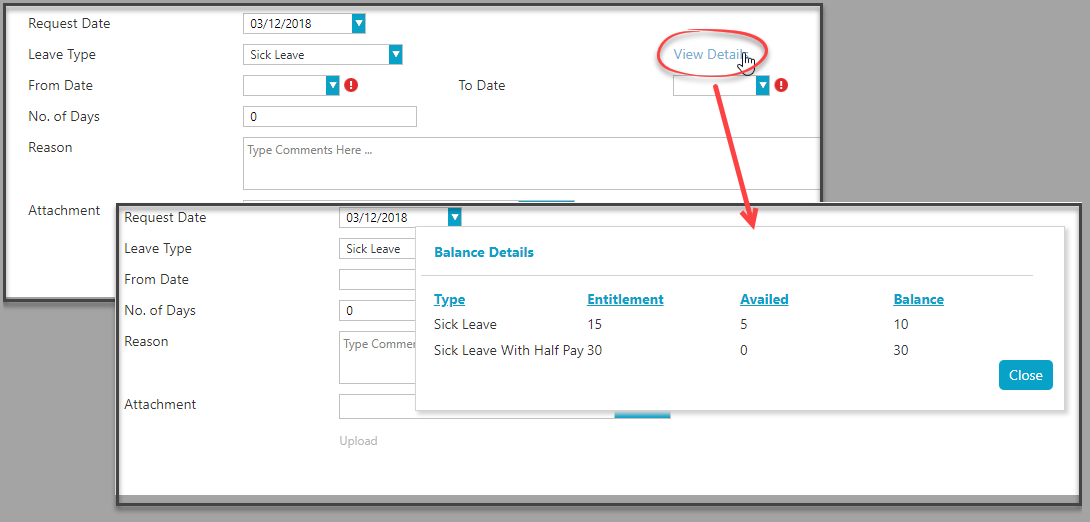 Request Date 03/12/2018
Leave Type Sick Leave View Details
From Date To Date
No. of Days 0
Reason Type Comments Here ...
Attachment
Request Date 03/12/2018
Leave Type Sick Leave
From Date
No. of Days 0
Reason Type Comme
Attachment
Upload
Balance Details
Type Entitlement Availed Balance
Sick Leave 15 5 10
Sick Leave With Half Pay 30 0 30
Close